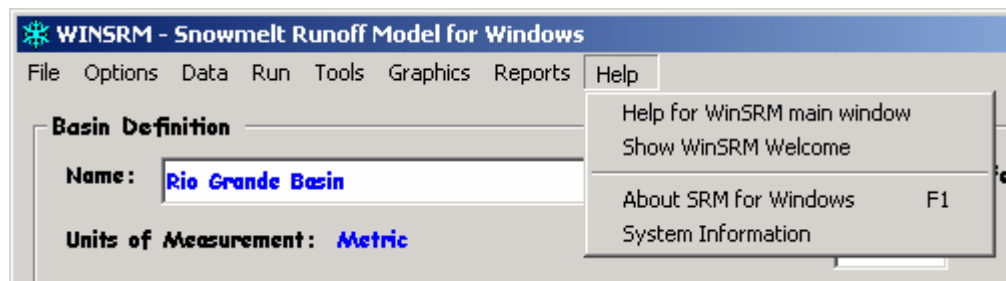 WINSRM - Snowmelt Runoff Model for Windows
File Options Data Run Tools Graphics Reports Help
Help for WinSRM main window
Show WinSRM Welcome
About SRM for Windows F1
System Information
Basin Definition
Name: Rio Grande Basin
Units of Measurement: Metric